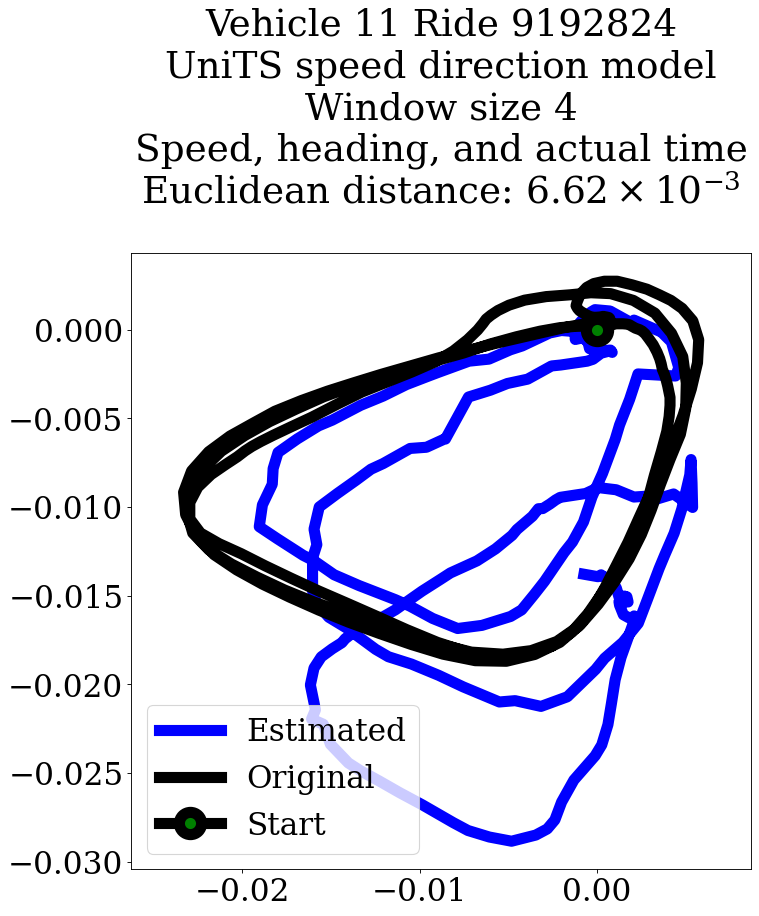 Vehicle 11 Ride 9192824
UniTS speed direction model
Window size 4
Speed, heading, and actual time
Euclidean distance: 6.62 × 10⁻³
0.000
−0.005
−0.010
−0.015
−0.020
−0.025
−0.030
Estimated
Original
Start
−0.02 −0.01 0.00